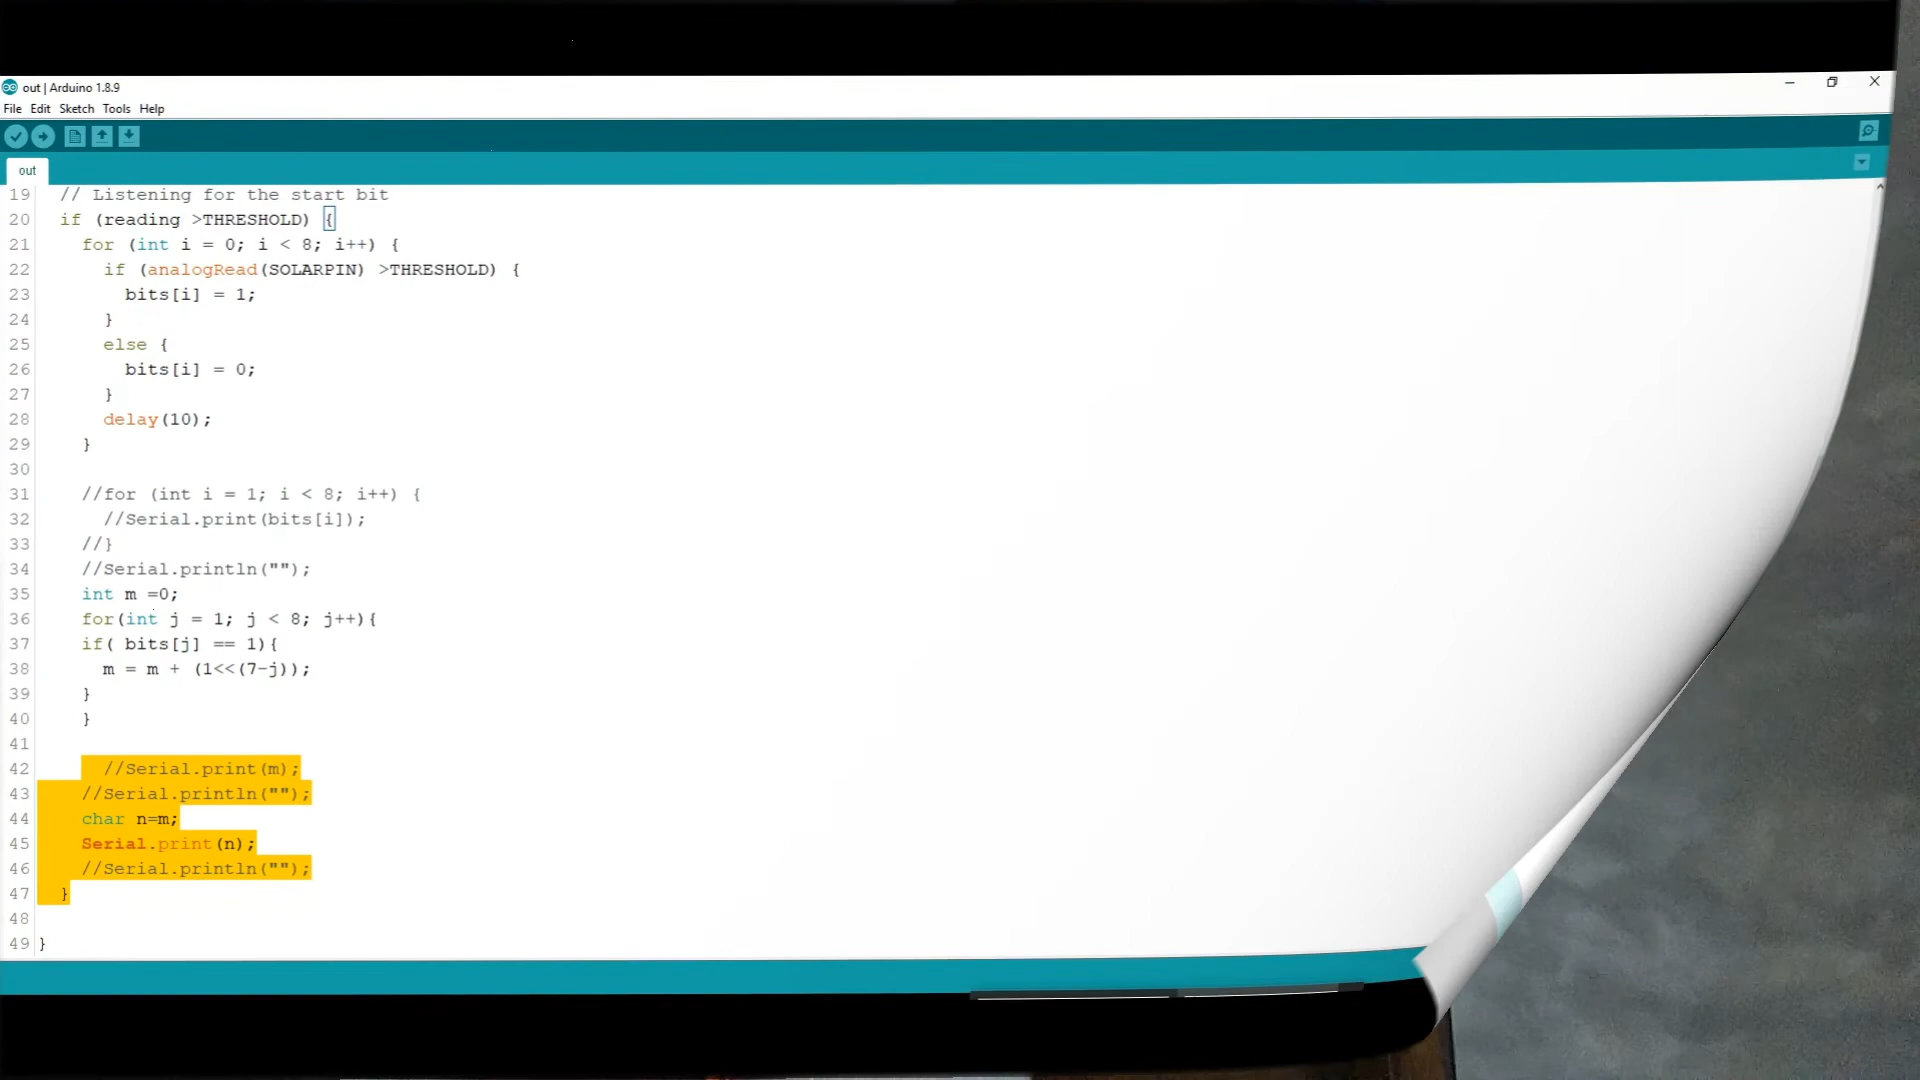 out | Arduino 1.8.9
File Edit Sketch Tools Help
out
19 // Listening for the start bit
20 if (reading >THRESHOLD) {
21 for (int i = 0; i < 8; i++) {
22 if (analogRead(SOLARPIN) >THRESHOLD) {
23 bits[i] = 1;
24 }
25 else {
26 bits[i] = 0;
27 }
28 delay(10);
29 }
30
31 //for (int i = 1; i < 8; i++) {
32 //Serial.print(bits[i]);
33 //}
34 //Serial.println("");
35 int m =0;
36 for(int j = 1; j < 8; j++){
37 if( bits[j] == 1){
38 m = m + (1<<(7-j));
39 }
40 }
41
42 //Serial.print(m);
43 //Serial.println("");
44 char n=m;
45 Serial.print(n);
46 //Serial.println("");
47 }
48
49 }